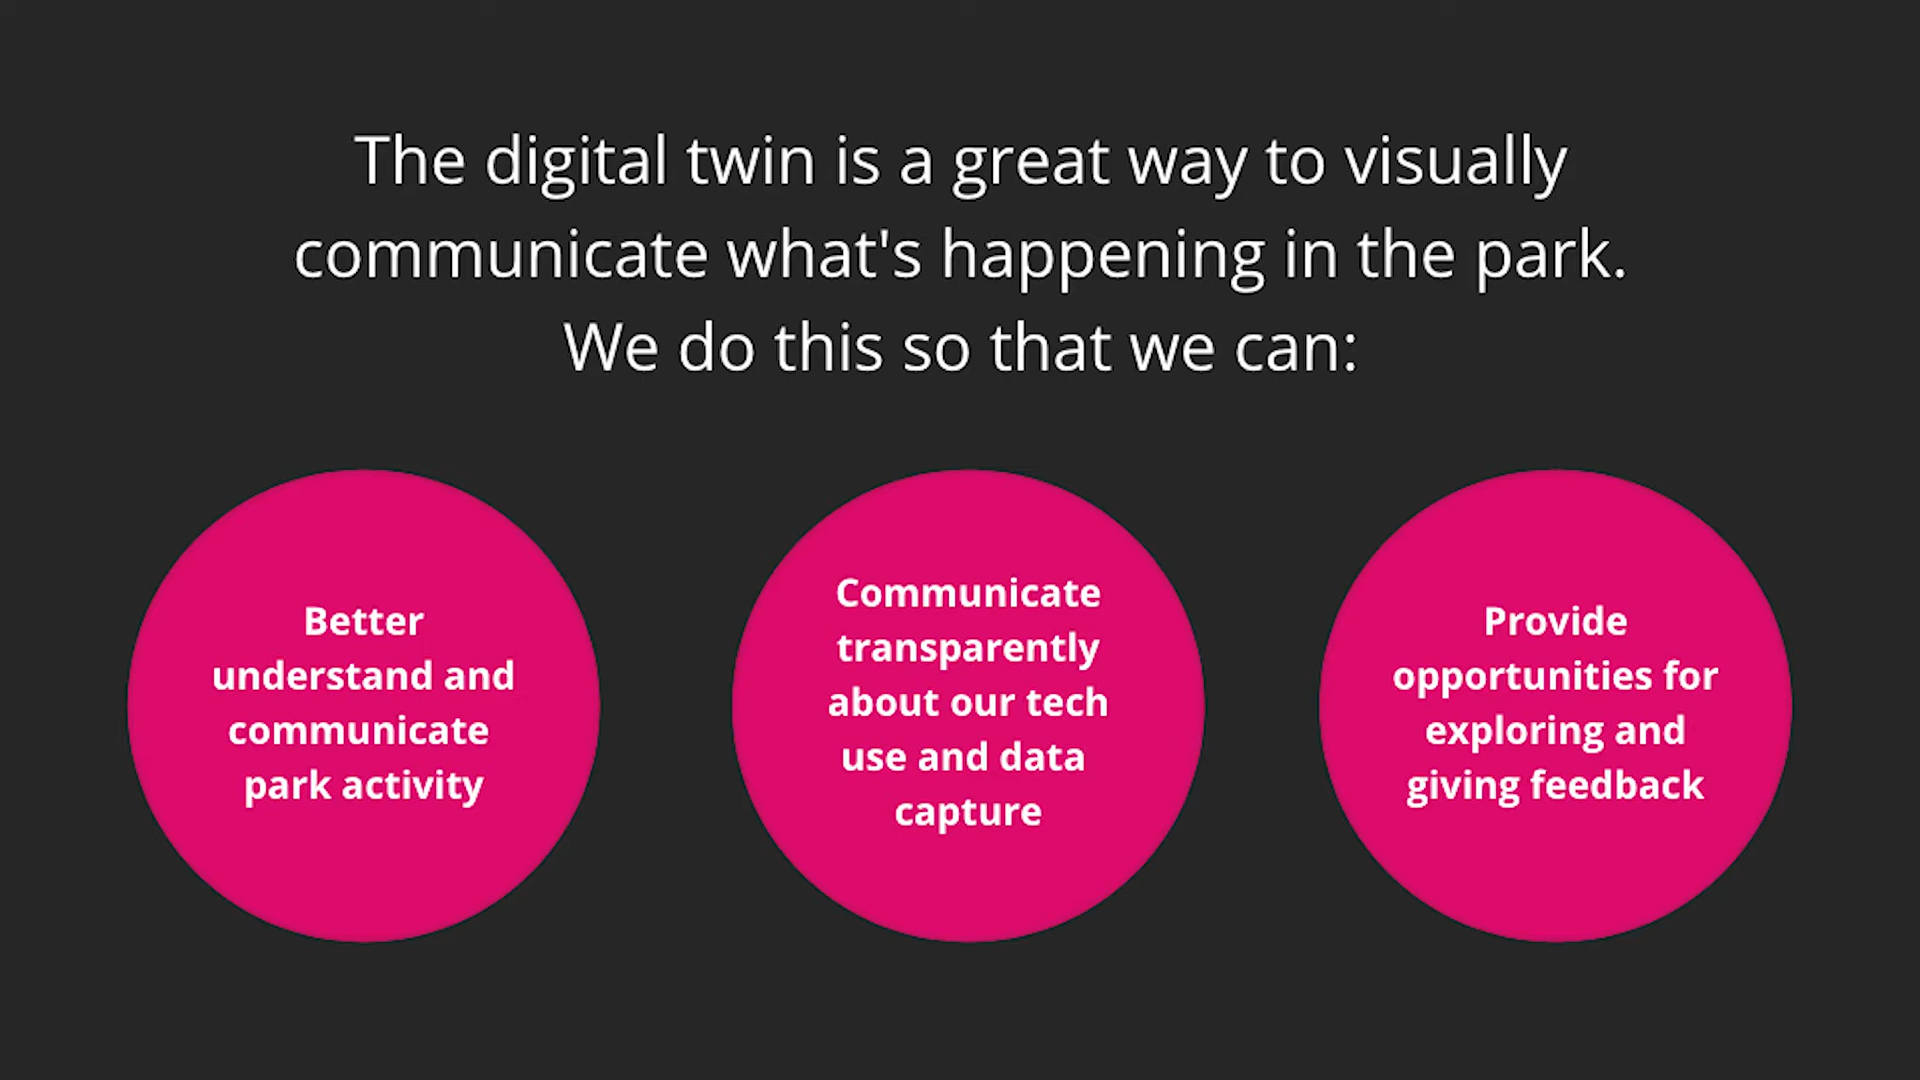 The digital twin is a great way to visually
communicate what's happening in the park.
We do this so that we can:
Better
understand and
communicate
park activity
Communicate
transparently
about our tech
use and data
capture
Provide
opportunities for
exploring and
giving feedback